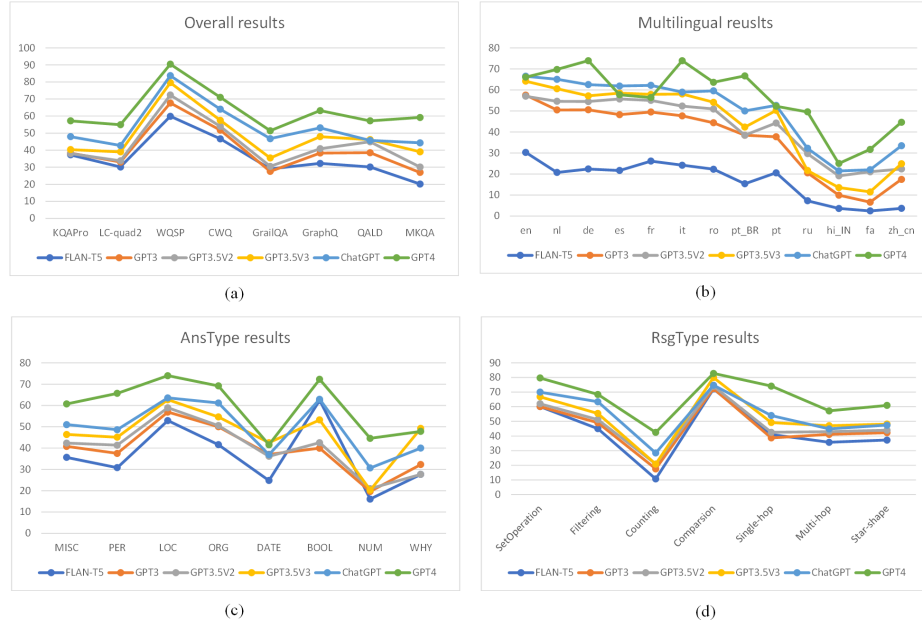 Overall results
100
90
80
70
60
50
40
30
20
10
0
KQAPro LC-quad2 WQSP CWQ GrailQA GraphQ QALD MKQA
FLAN-T5 GPT3 GPT3.5V2 GPT3.5V3 ChatGPT GPT4
(a)
Multilingual reuslts
80
70
60
50
40
30
20
10
0
en nl de es fr it ro pt_BR pt ru hi_IN fa zh_cn
FLAN-T5 GPT3 GPT3.5V2 GPT3.5V3 ChatGPT GPT4
(b)
AnsType results
80
70
60
50
40
30
20
10
0
MISC PER LOC ORG DATE BOOL NUM WHY
FLAN-T5 GPT3 GPT3.5V2 GPT3.5V3 ChatGPT GPT4
(c)
RsgType results
90
80
70
60
50
40
30
20
10
0
SetOperation Filtering Counting Comparsion Single-hop Multi-hop Star-shape
FLAN-T5 GPT3 GPT3.5V2 GPT3.5V3 ChatGPT GPT4
(d)